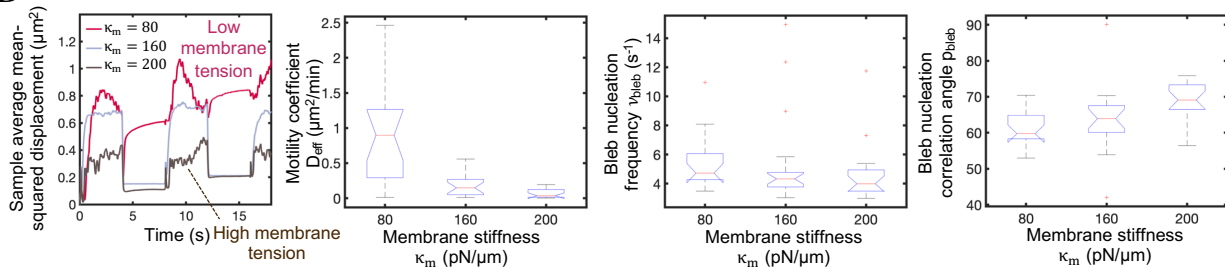 Sample average mean-
squared displacement (μm²)
1.2
1
0.8
0.6
0.4
0.2
0
κm = 80
κm = 160
κm = 200
Low
membrane
tension
0
5
10
15
Time (s)
High membrane
tension
Motility coefficient
Deff (μm²/min)
2.5
2
1.5
1
0.5
0
80
160
200
Membrane stiffness
κm (pN/μm)
Bleb nucleation
frequency νbleb (s⁻¹)
14
12
10
8
6
4
80
160
200
Membrane stiffness
κm (pN/μm)
Bleb nucleation
correlation angle pbleb
90
80
70
60
50
40
80
160
200
Membrane stiffness
κm (pN/μm)